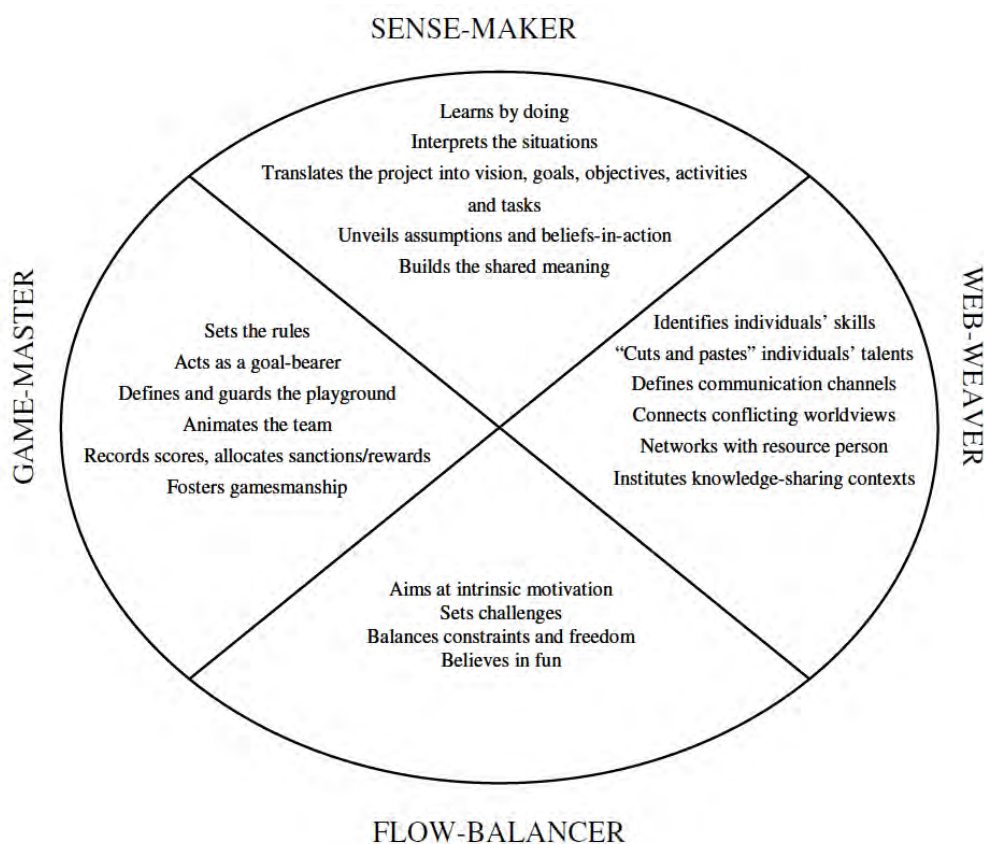 SENSE-MAKER
Learns by doing
Interprets the situations
Translates the project into vision, goals, objectives, activities
and tasks
Unveils assumptions and beliefs-in-action
Builds the shared meaning
GAME-MASTER
Sets the rules
Acts as a goal-bearer
Defines and guards the playground
Animates the team
Records scores, allocates sanctions/rewards
Fosters gamesmanship
WEB-WEAVER
Identifies individuals’ skills
“Cuts and pastes” individuals’ talents
Defines communication channels
Connects conflicting worldviews
Networks with resource person
Institutes knowledge-sharing contexts
Aims at intrinsic motivation
Sets challenges
Balances constraints and freedom
Believes in fun
FLOW-BALANCER